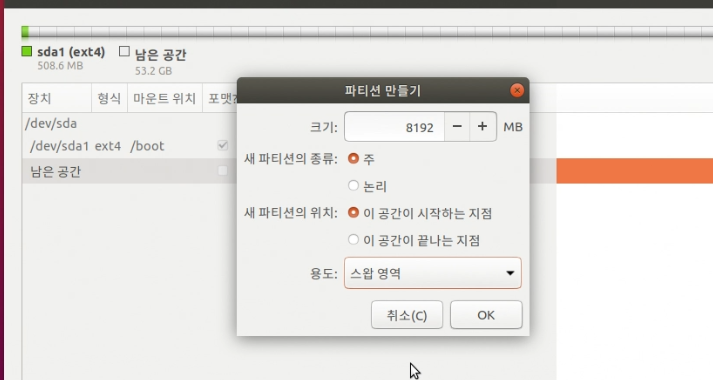 sda1 (ext4) 남은 공간
508.6 MB 53.2 GB
파티션 만들기
장치 형식 마운트 위치 포맷?
크기: 8192 − + MB
/dev/sda
/dev/sda1 ext4 /boot
새 파티션의 종류: 주
남은 공간
논리
새 파티션의 위치: 이 공간이 시작하는 지점
이 공간이 끝나는 지점
용도: 스왑 영역
취소(C) OK